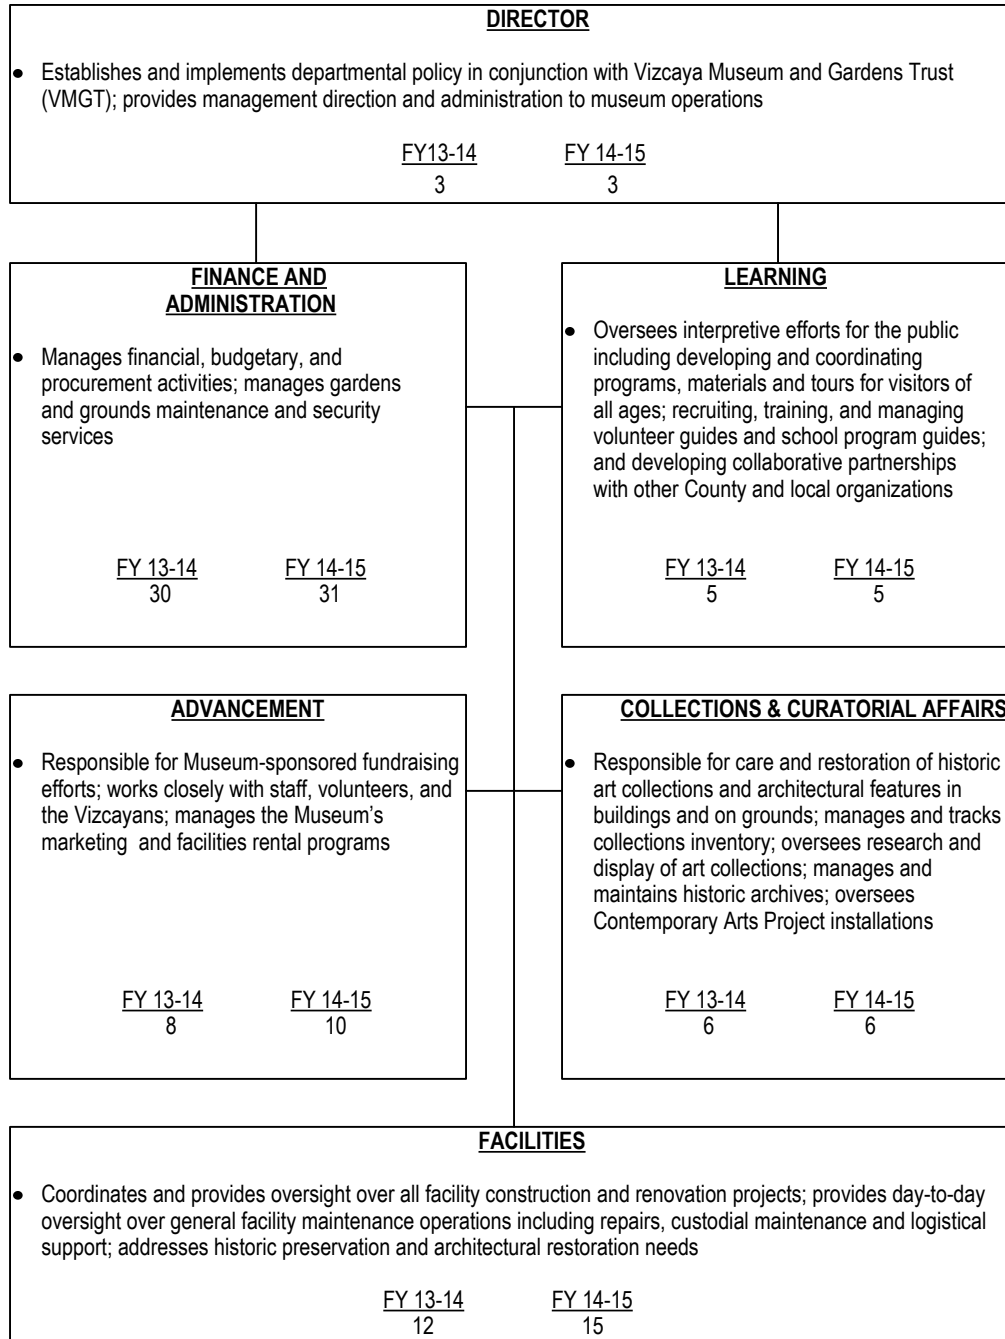 DIRECTOR
● Establishes and implements departmental policy in conjunction with Vizcaya Museum and Gardens Trust
(VMGT); provides management direction and administration to museum operations
FY13-14 FY 14-15
3 3
FINANCE AND
ADMINISTRATION
● Manages financial, budgetary, and
procurement activities; manages gardens
and grounds maintenance and security
services
FY 13-14 FY 14-15
30 31
LEARNING
● Oversees interpretive efforts for the public
including developing and coordinating
programs, materials and tours for visitors of
all ages; recruiting, training, and managing
volunteer guides and school program guides;
and developing collaborative partnerships
with other County and local organizations
FY 13-14 FY 14-15
5 5
ADVANCEMENT
● Responsible for Museum-sponsored fundraising
efforts; works closely with staff, volunteers, and
the Vizcayans; manages the Museum’s
marketing and facilities rental programs
FY 13-14 FY 14-15
8 10
COLLECTIONS & CURATORIAL AFFAIRS
● Responsible for care and restoration of historic
art collections and architectural features in
buildings and on grounds; manages and tracks
collections inventory; oversees research and
display of art collections; manages and
maintains historic archives; oversees
Contemporary Arts Project installations
FY 13-14 FY 14-15
6 6
FACILITIES
● Coordinates and provides oversight over all facility construction and renovation projects; provides day-to-day
oversight over general facility maintenance operations including repairs, custodial maintenance and logistical
support; addresses historic preservation and architectural restoration needs
FY 13-14 FY 14-15
12 15